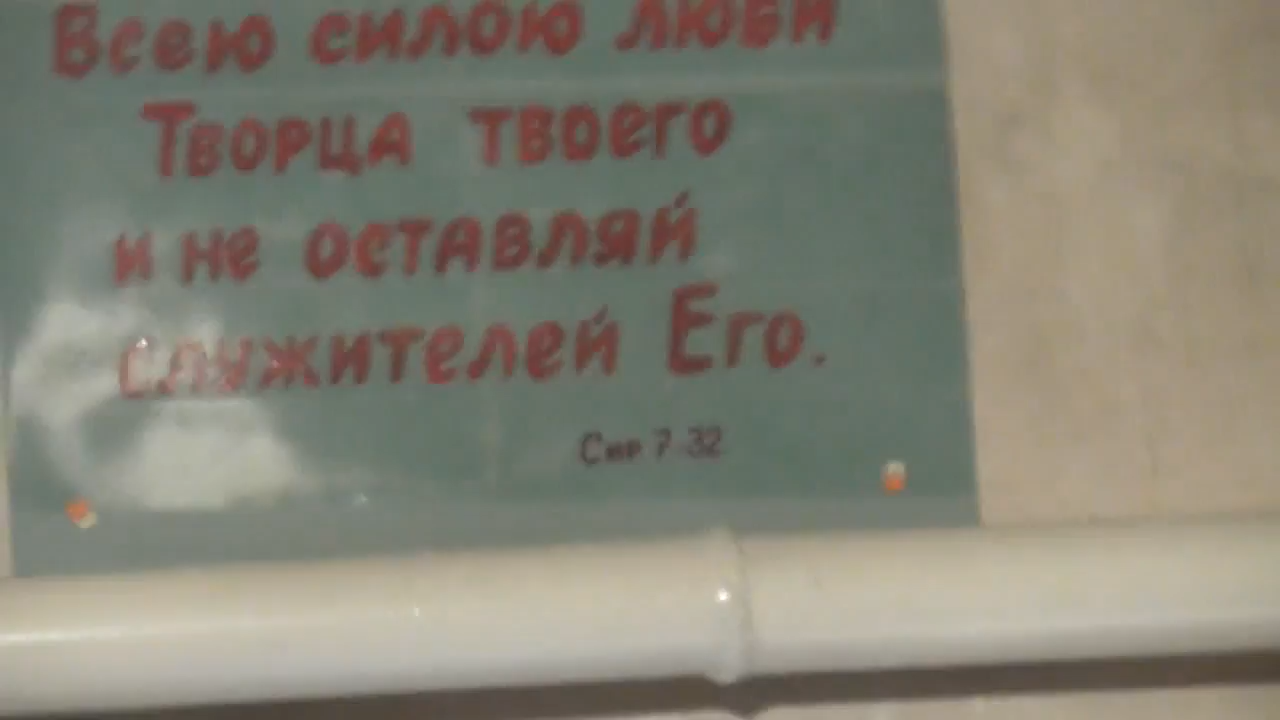 Всею силою люби
Творца твоего
и не оставляй
служителей Его.
Сир 7-32